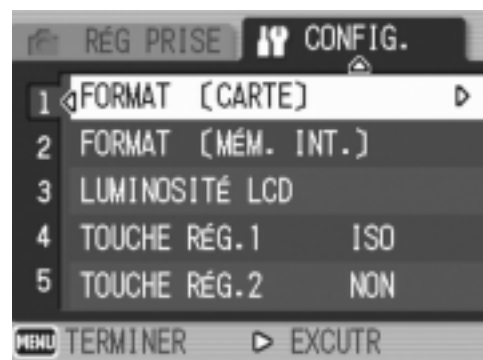 RÉG PRISE CONFIG.
1 FORMAT [CARTE]
2 FORMAT [MÉM. INT.]
3 LUMINOSITÉ LCD
4 TOUCHE RÉG.1 ISO
5 TOUCHE RÉG.2 NON
MENU TERMINER EXCUTR